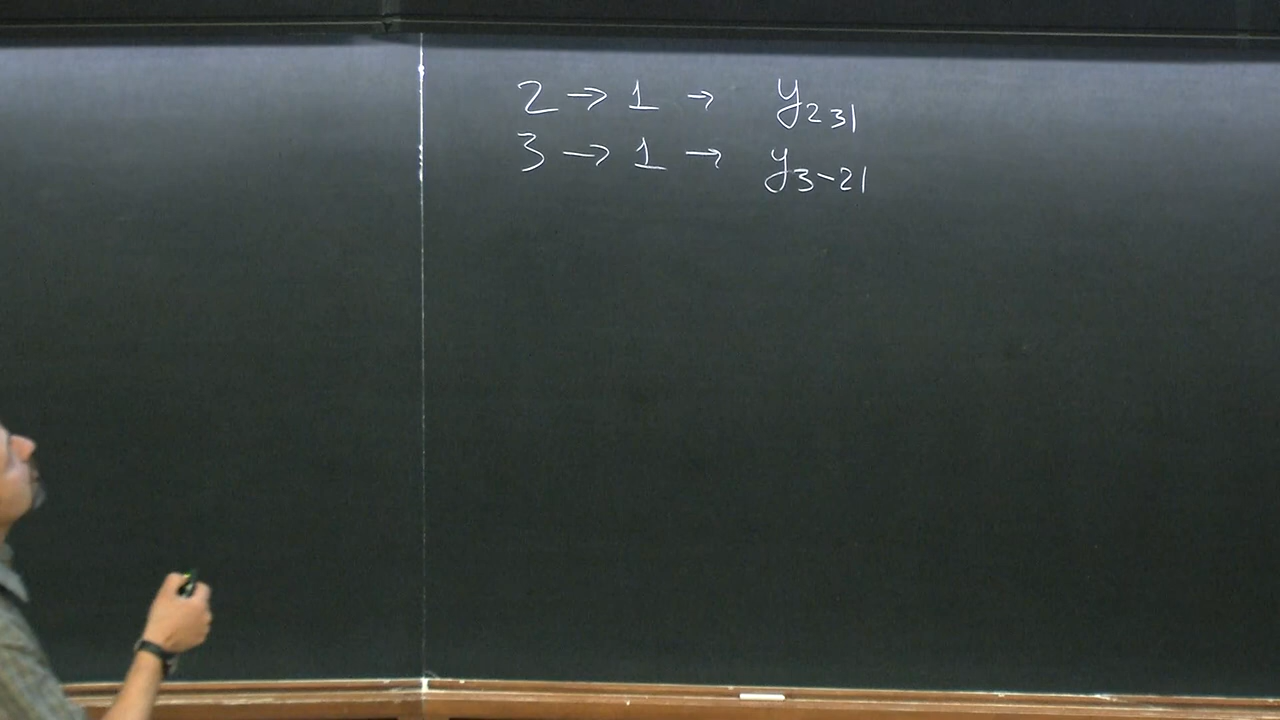 2 → 1 → y₂₃₁
3 → 1 → y₃₋₂₁